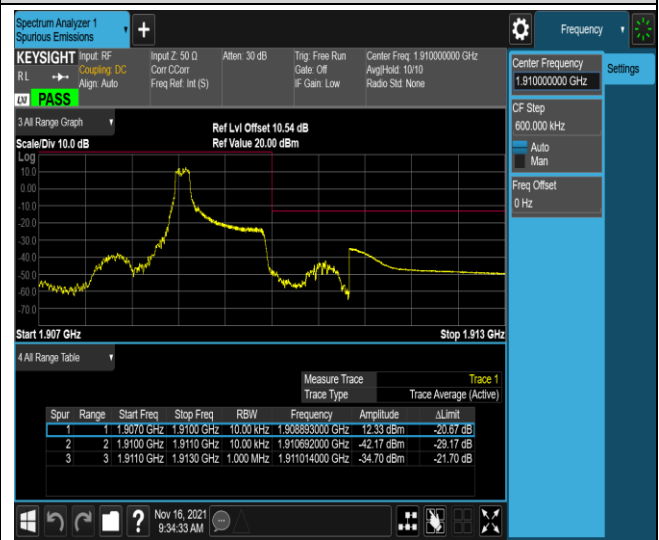 Spectrum Analyzer 1
Spurious Emissions
+
Frequency
KEYSIGHT Input: RF Input Z: 50 Ω Atten: 30 dB Trig: Free Run Center Freq: 1.910000000 GHz
RL Coupling: DC Corr CCorr Gate: Off Avg|Hold: 10/10
Align: Auto Freq Ref: Int (S) IF Gain: Low Radio Std: None
LXI PASS
Center Frequency
1.910000000 GHz
Settings
CF Step
600.000 kHz
Auto
Man
Freq Offset
0 Hz
3 All Range Graph
Ref Lvl Offset 10.54 dB
Scale/Div 10.0 dB Ref Value 20.00 dBm
Log
10.0
0.00
-10.0
-20.0
-30.0
-40.0
-50.0
-60.0
-70.0
Start 1.907 GHz Stop 1.913 GHz
4 All Range Table
Measure Trace Trace 1
Trace Type Trace Average (Active)
Spur Range Start Freq Stop Freq RBW Frequency Amplitude ΔLimit
1 1 1.9070 GHz 1.9100 GHz 10.00 kHz 1.908893000 GHz 12.33 dBm -20.67 dB
2 2 1.9100 GHz 1.9110 GHz 10.00 kHz 1.910692000 GHz -42.17 dBm -29.17 dB
3 3 1.9110 GHz 1.9130 GHz 1.000 MHz 1.911014000 GHz -34.70 dBm -21.70 dB
? Nov 16, 2021
9:34:33 AM